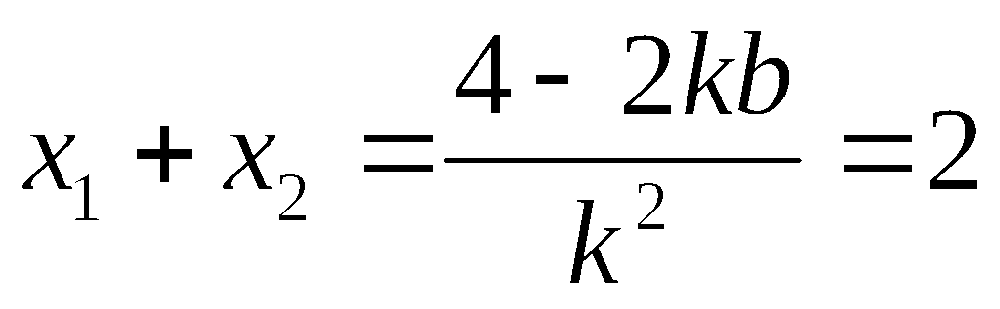 x₁ + x₂ = (4 - 2kb)/k² = 2